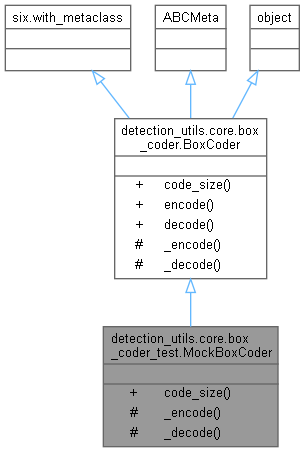 six.with_metaclass
ABCMeta
object
detection_utils.core.box
_coder.BoxCoder
+ code_size()
+ encode()
+ decode()
# _encode()
# _decode()
detection_utils.core.box
_coder_test.MockBoxCoder
+ code_size()
# _encode()
# _decode()